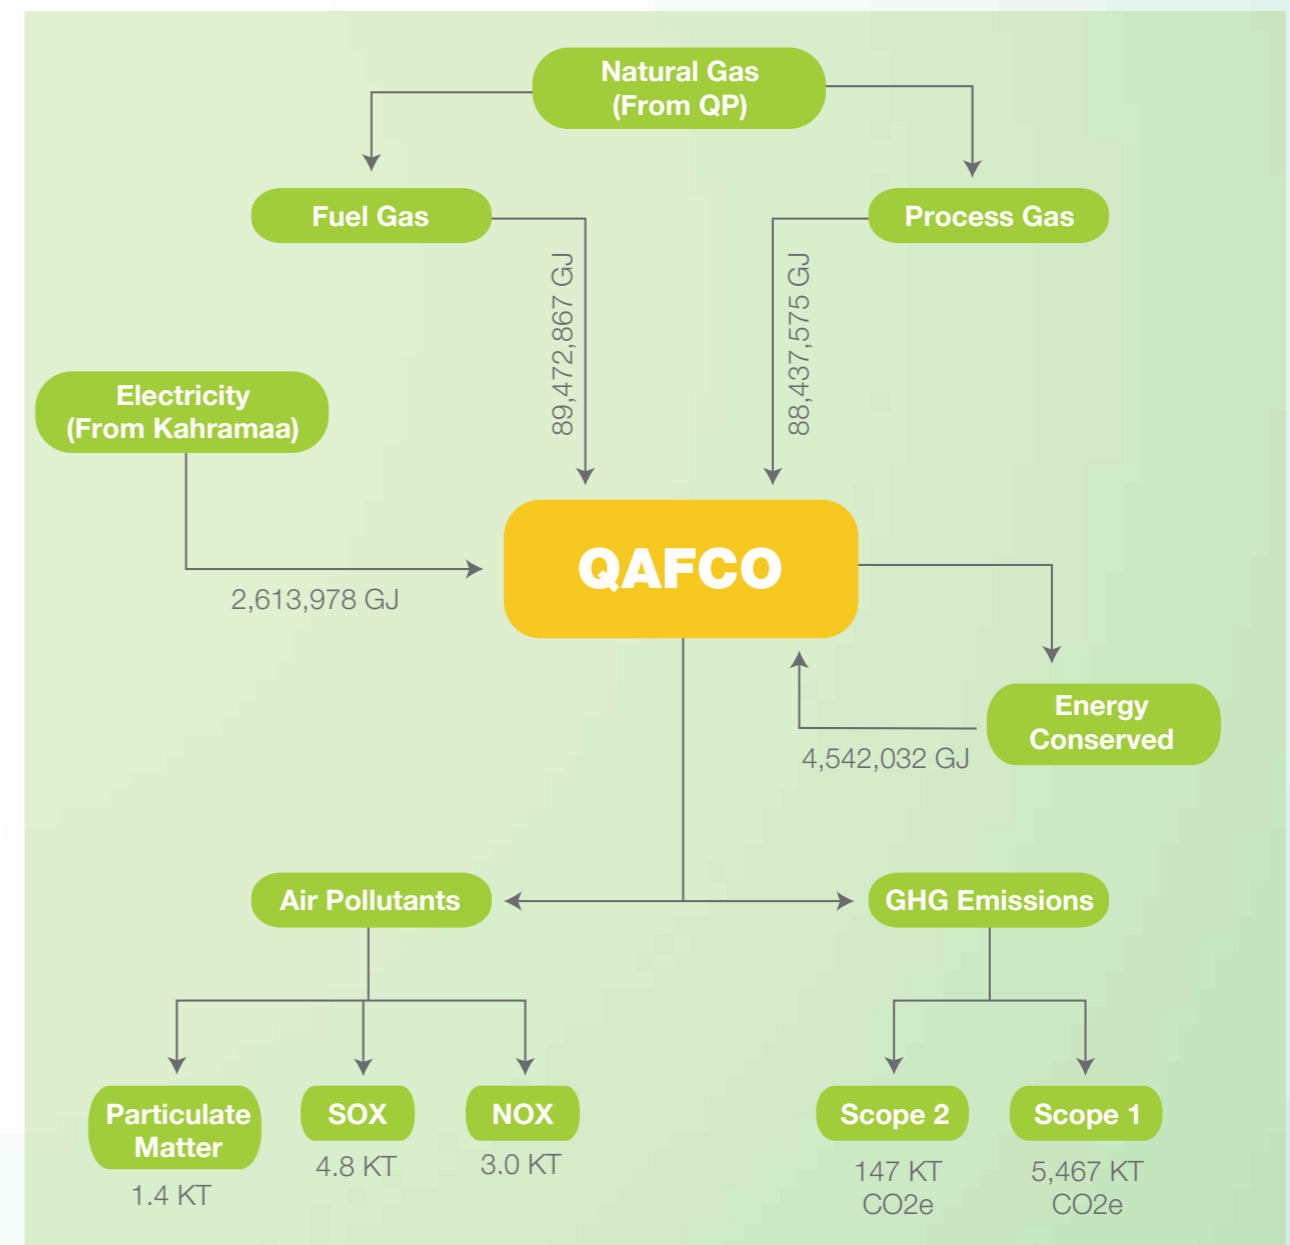 Natural Gas
(From QP)
Fuel Gas
Process Gas
89,472,867 GJ
88,437,575 GJ
Electricity
(From Kahramaa)
2,613,978 GJ
QAFCO
Energy
Conserved
4,542,032 GJ
Air Pollutants
GHG Emissions
Particulate
Matter
1.4 KT
SOX
4.8 KT
NOX
3.0 KT
Scope 2
147 KT
CO2e
Scope 1
5,467 KT
CO2e